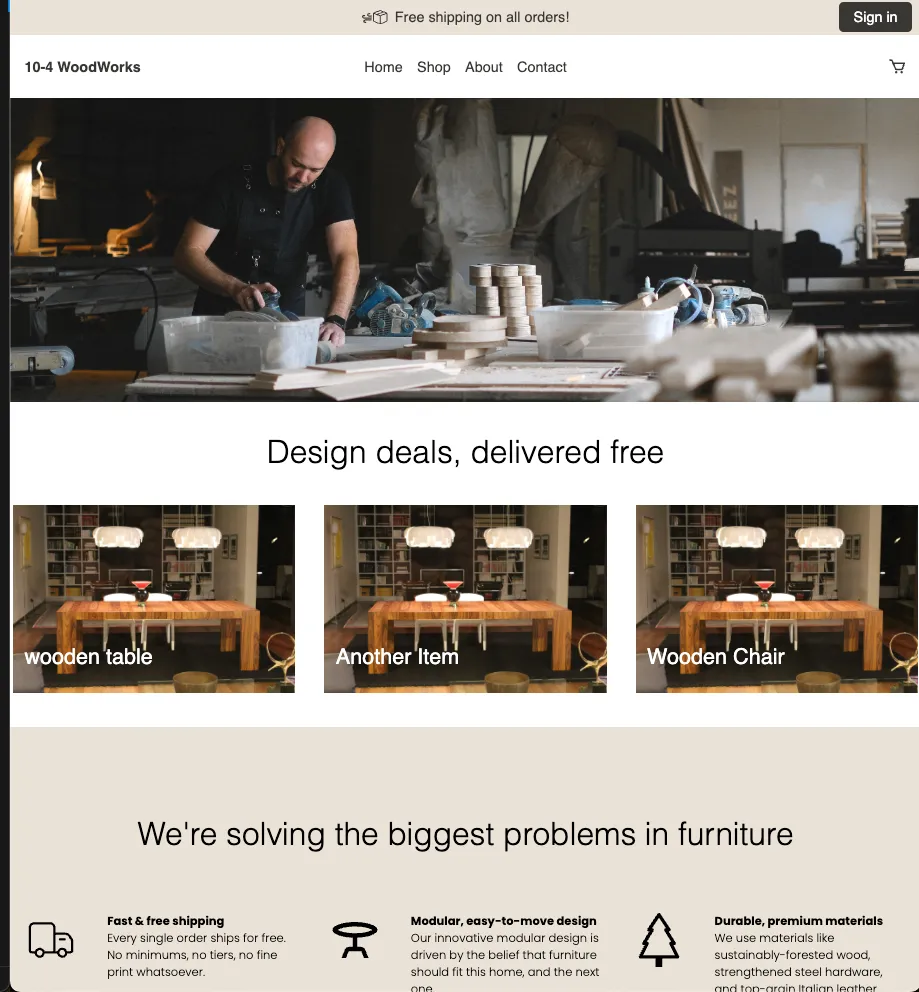 Free shipping on all orders!
Sign in
10-4 WoodWorks
Home Shop About Contact
Design deals, delivered free
wooden table
Another Item
Wooden Chair
We're solving the biggest problems in furniture
Fast & free shipping
Every single order ships for free.
No minimums, no tiers, no fine
print whatsoever.
Modular, easy-to-move design
Our innovative modular design is
driven by the belief that furniture
should fit this home, and the next
one.
Durable, premium materials
We use materials like
sustainably-forested wood,
strengthened steel hardware,
and top-grain Italian leather.